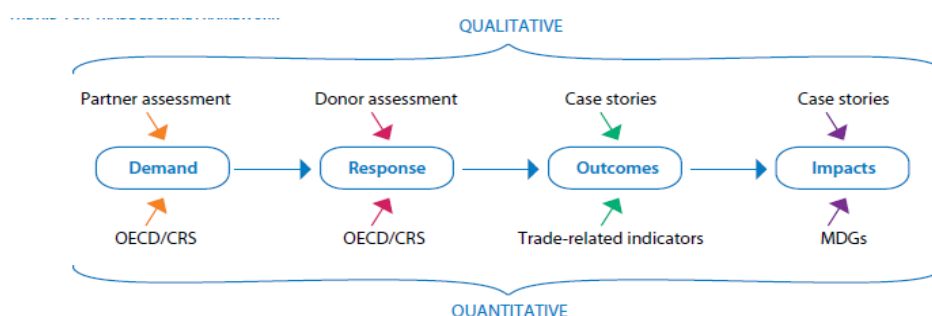 QUALITATIVE
Partner assessment Donor assessment Case stories Case stories
Demand Response Outcomes Impacts
OECD/CRS OECD/CRS Trade-related indicators MDGs
QUANTITATIVE